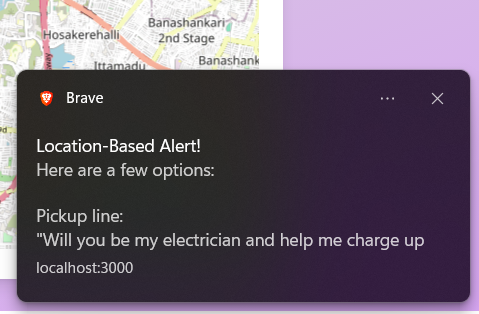 Hosakerehalli
Banashankari
2nd Stage
Ittamadu
Banashank
Brave
Location-Based Alert!
Here are a few options:
Pickup line:
"Will you be my electrician and help me charge up
localhost:3000